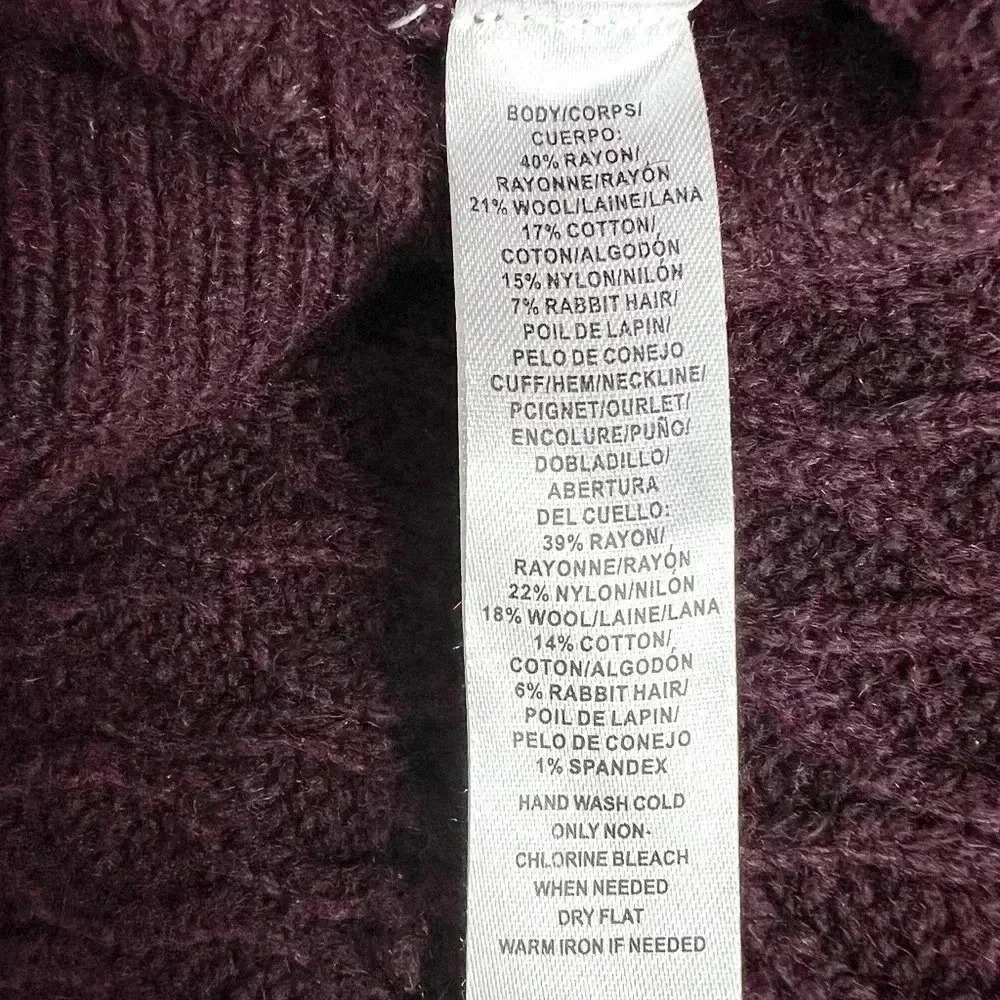 BODY/CORPS/
CUERPO:
40% RAYON/
RAYONNE/RAYÓN
21% WOOL/LAINE/LANA
17% COTTON/
COTON/ALGODÓN
15% NYLON/NILÓN
7% RABBIT HAIR/
POIL DE LAPIN/
PELO DE CONEJO
CUFF/HEM/NECKLINE/
PCIGNET/OURLET/
ENCOLURE/PUÑO/
DOBLADILLO/
ABERTURA
DEL CUELLO:
39% RAYON/
RAYONNE/RAYÓN
22% NYLON/NILÓN
18% WOOL/LAINE/LANA
14% COTTON/
COTON/ALGODÓN
6% RABBIT HAIR/
POIL DE LAPIN/
PELO DE CONEJO
1% SPANDEX
HAND WASH COLD
ONLY NON-
CHLORINE BLEACH
WHEN NEEDED
DRY FLAT
WARM IRON IF NEEDED